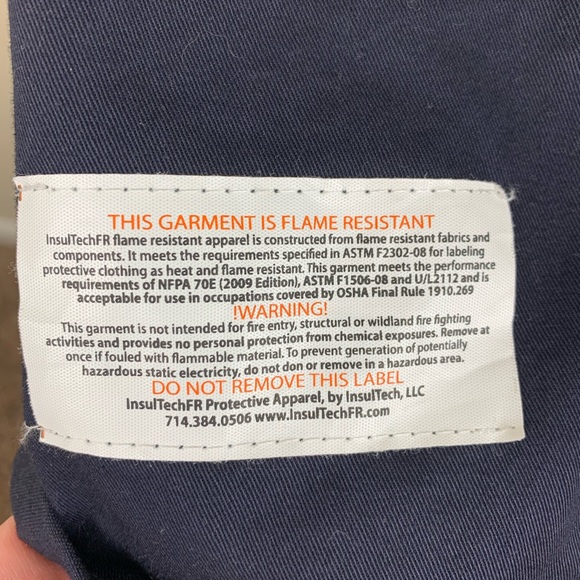 THIS GARMENT IS FLAME RESISTANT
InsulTechFR flame resistant apparel is constructed from flame resistant fabrics and
components. It meets the requirements specified in ASTM F2302-08 for labeling
protective clothing as heat and flame resistant. This garment meets the performance
requirements of NFPA 70E (2009 Edition), ASTM F1506-08 and U/L2112 and is
acceptable for use in occupations covered by OSHA Final Rule 1910.269
!WARNING!
This garment is not intended for fire entry, structural or wildland fire fighting
activities and provides no personal protection from chemical exposures. Remove at
once if fouled with flammable material. To prevent generation of potentially
hazardous static electricity, do not don or remove in a hazardous area.
DO NOT REMOVE THIS LABEL
InsulTechFR Protective Apparel, by InsulTech, LLC
714.384.0506 www.InsulTechFR.com